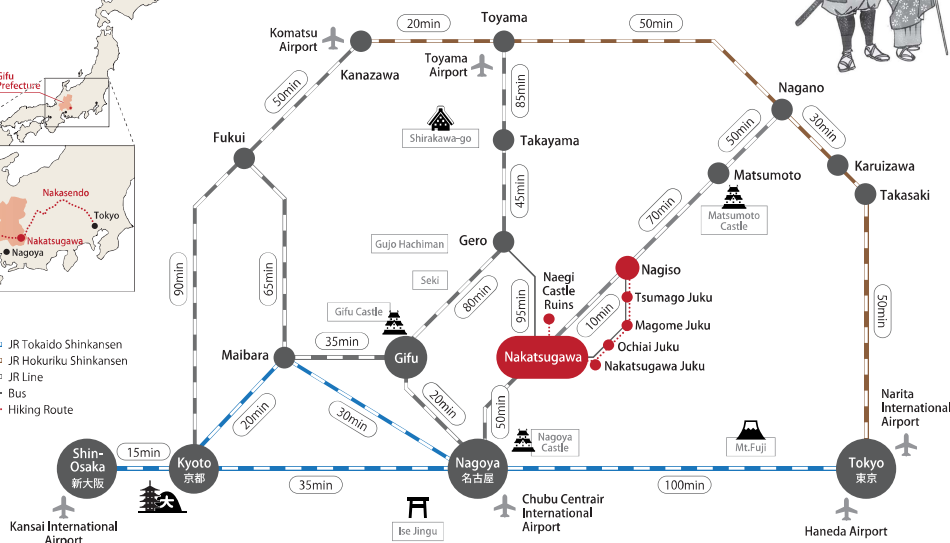 Komatsu
Airport
20min
Toyama
50min
Toyama
Airport
Kanazawa
Gifu
Prefecture
50min
85min
Nagano
Fukui
Shirakawa-go
Takayama
50min
30min
Karuizawa
Matsumoto
Takasaki
Nakasendo
Tokyo
Nakatsugawa
Nagoya
45min
70min
Matsumoto
Castle
Gero
Gujo Hachiman
Seki
90min
65min
80min
95min
Naegi
Castle
Ruins
Nagiso
Tsumago Juku
10min
Magome Juku
Ochiai Juku
Nakatsugawa Juku
50min
Gifu Castle
35min
Maibara
Gifu
Nakatsugawa
JR Tokaido Shinkansen
JR Hokuriku Shinkansen
JR Line
Bus
Hiking Route
20min
30min
20min
50min
Narita
International
Airport
Nagoya
Castle
Mt.Fuji
Shin-
Osaka
新大阪
15min
Kyoto
京都
大
35min
Nagoya
名古屋
100min
Tokyo
東京
Kansai International
Airport
Ise Jingu
Chubu Centrair
International
Airport
Haneda Airport